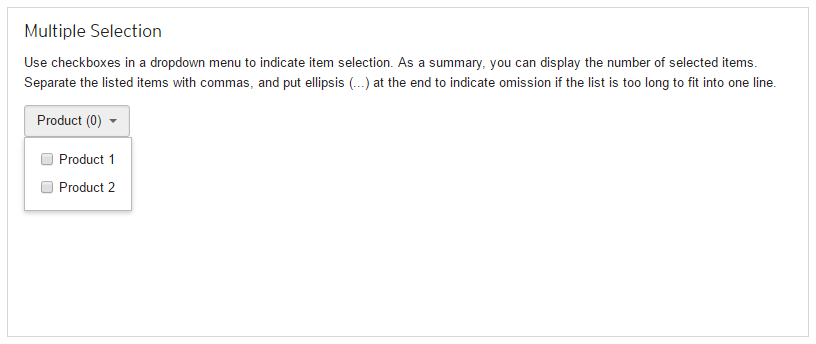 Multiple Selection
Use checkboxes in a dropdown menu to indicate item selection. As a summary, you can display the number of selected items.
Separate the listed items with commas, and put ellipsis (...) at the end to indicate omission if the list is too long to fit into one line.
Product (0)
Product 1
Product 2